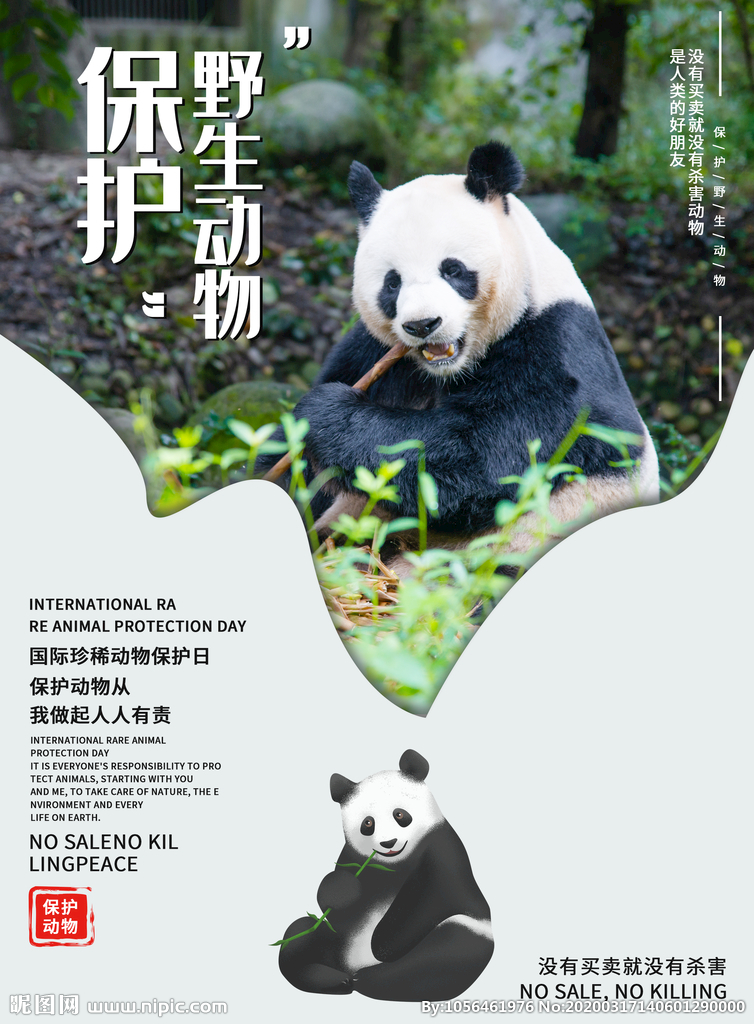 ”
保护
野生动物
”
没有买卖就没有杀害动物
是人类的好朋友
保/护/野/生/动/物
INTERNATIONAL RA
RE ANIMAL PROTECTION DAY
国际珍稀动物保护日
保护动物从
我做起人人有责
INTERNATIONAL RARE ANIMAL
PROTECTION DAY
IT IS EVERYONE'S RESPONSIBILITY TO PRO
TECT ANIMALS, STARTING WITH YOU
AND ME, TO TAKE CARE OF NATURE, THE E
NVIRONMENT AND EVERY
LIFE ON EARTH.
NO SALENO KIL
LINGPEACE
保护
动物
没有买卖就没有杀害
NO SALE, NO KILLING
昵图网 www.nipic.com
By:1056461976 No:20200317140601290000